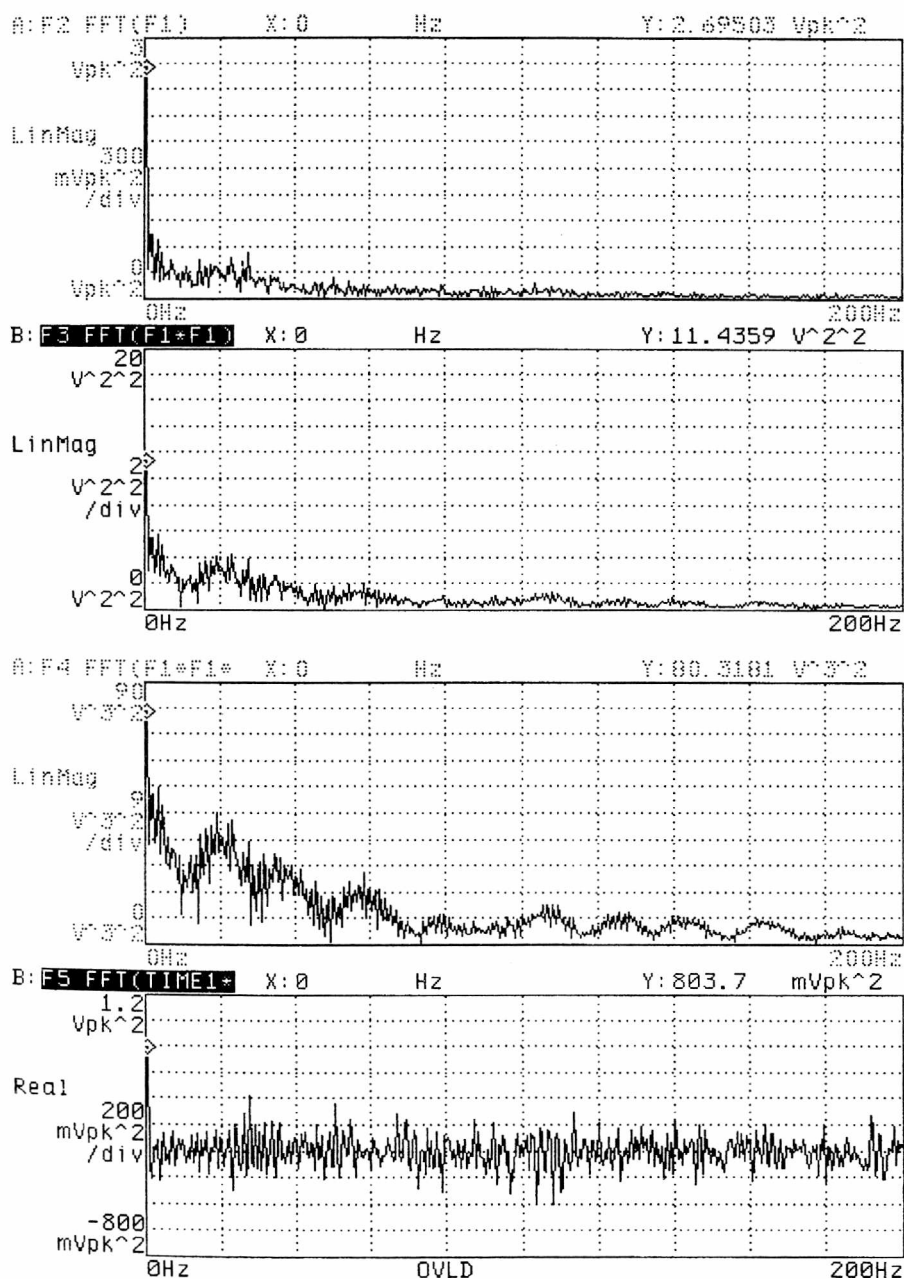 A:F2 FFT(F1) X:0 Hz Y:2.69503 Vpk^2
3
Vpk^2
LinMag
300
mVpk^2
/div
0
Vpk^2
0Hz 200Hz
B:F3 FFT(F1*F1) X:0 Hz Y:11.4359 V^2^2
20
V^2^2
LinMag
2
V^2^2
/div
0
V^2^2
0Hz 200Hz
A:F4 FFT(F1*F1* X:0 Hz Y:80.3181 V^3^2
90
V^3^2
LinMag
9
V^3^2
/div
0
V^3^2
0Hz 200Hz
B:F5 FFT(TIME1* X:0 Hz Y:803.7 mVpk^2
1.2
Vpk^2
Real
200
mVpk^2
/div
-800
mVpk^2
0Hz OVLD 200Hz